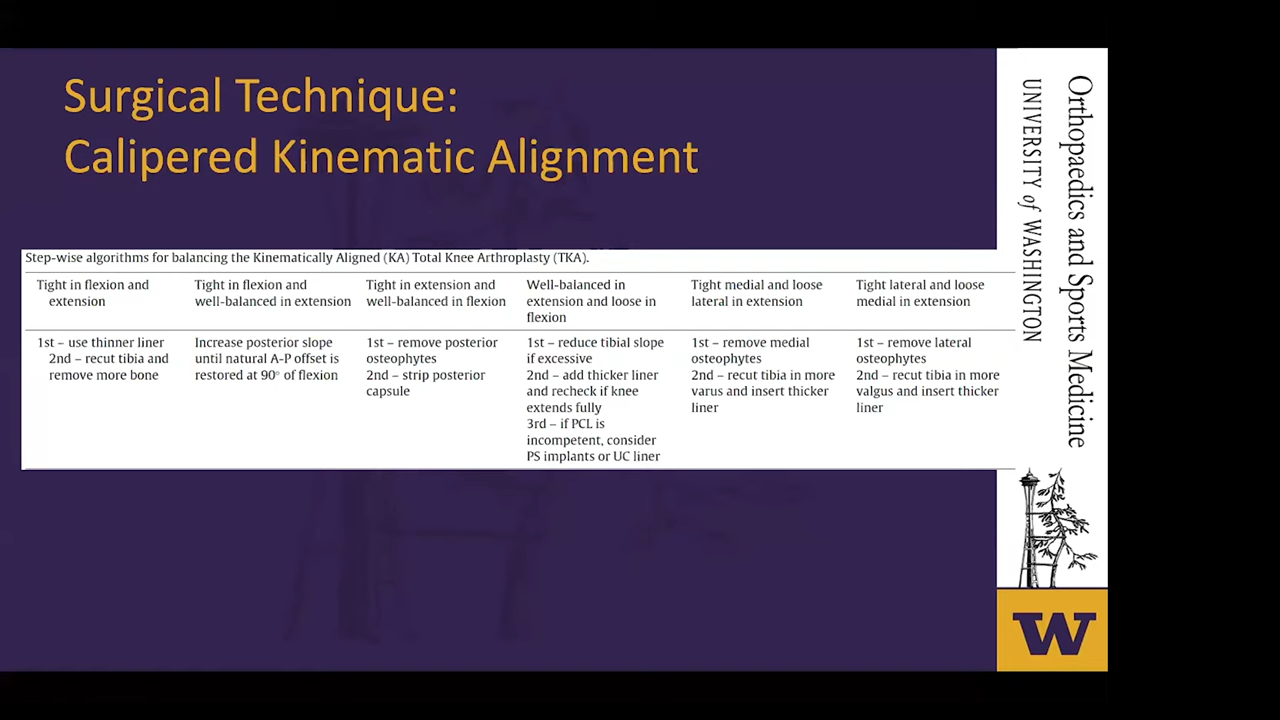 Surgical Technique:
Calipered Kinematic Alignment
Step-wise algorithms for balancing the Kinematically Aligned (KA) Total Knee Arthroplasty (TKA).
Tight in flexion and
extension
Tight in flexion and
well-balanced in extension
Tight in extension and
well-balanced in flexion
Well-balanced in
extension and loose in
flexion
Tight medial and loose
lateral in extension
Tight lateral and loose
medial in extension
1st – use thinner liner
2nd – recut tibia and
remove more bone
Increase posterior slope
until natural A-P offset is
restored at 90° of flexion
1st – remove posterior
osteophytes
2nd – strip posterior
capsule
1st – reduce tibial slope
if excessive
2nd – add thicker liner
and recheck if knee
extends fully
3rd – if PCL is
incompetent, consider
PS implants or UC liner
1st – remove medial
osteophytes
2nd – recut tibia in more
varus and insert thicker
liner
1st – remove lateral
osteophytes
2nd – recut tibia in more
valgus and insert thicker
liner
Orthopaedics and Sports Medicine
UNIVERSITY of WASHINGTON
W